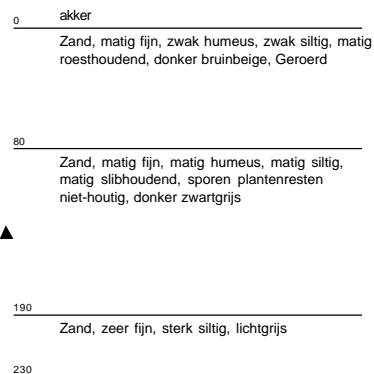 0 akker
Zand, matig fijn, zwak humeus, zwak siltig, matig
roesthoudend, donker bruinbeige, Geroerd
80
Zand, matig fijn, matig humeus, matig siltig,
matig slibhoudend, sporen plantenresten
niet-houtig, donker zwartgrijs
190
Zand, zeer fijn, sterk siltig, lichtgrijs
230